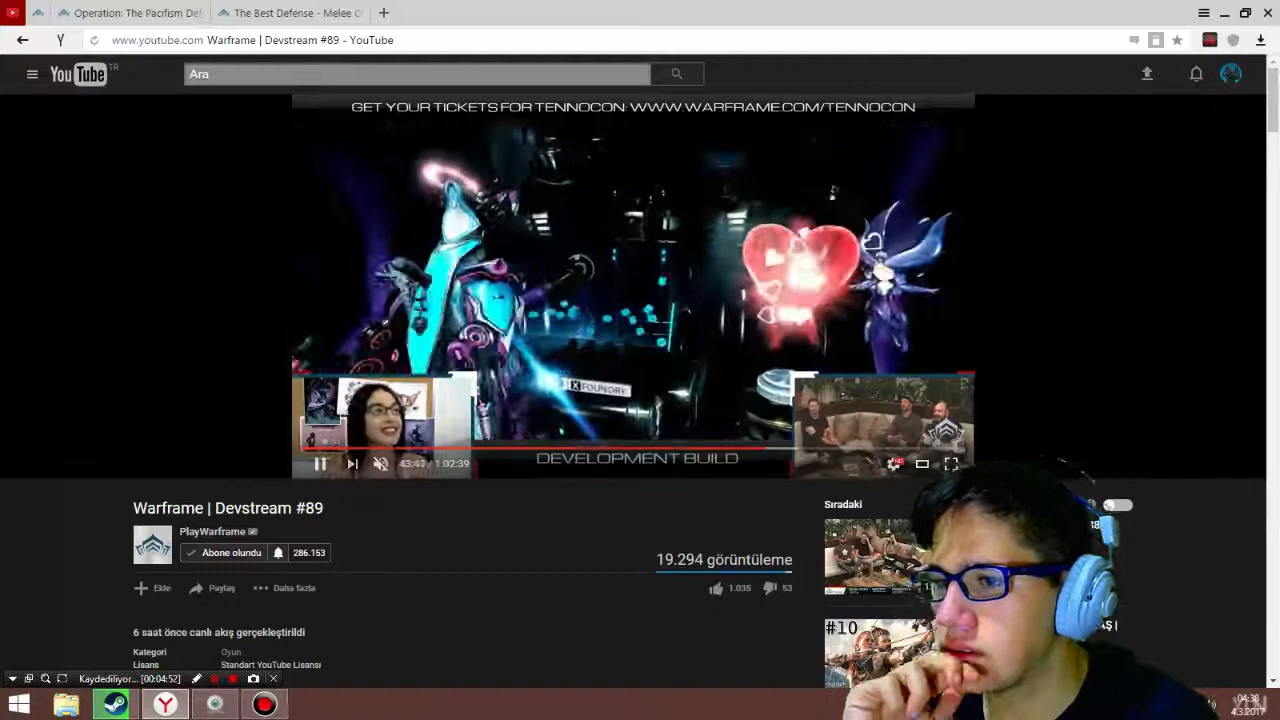 Operation: The Pacifism Def
The Best Defense - Melee C
www.youtube.com Warframe | Devstream #89 - YouTube
YouTube TR
Ara
GET YOUR TICKETS FOR TENNOCON: WWW.WARFRAME.COM/TENNOCON
FOUNDRY
43:41 / 1:02:39
HD
DEVELOPMENT BUILD
Warframe | Devstream #89
Sıradaki
PlayWarframe
Abone olundu 286.153
19.294 görüntüleme
Ekle Paylaş Daha fazla
1.035 53
#10
6 saat önce canlı akış gerçekleştirildi
Kategori Oyun
Lisans Standart YouTube Lisansı
Kaydediliyor... [00:04:52]
04:38
4.3.2017